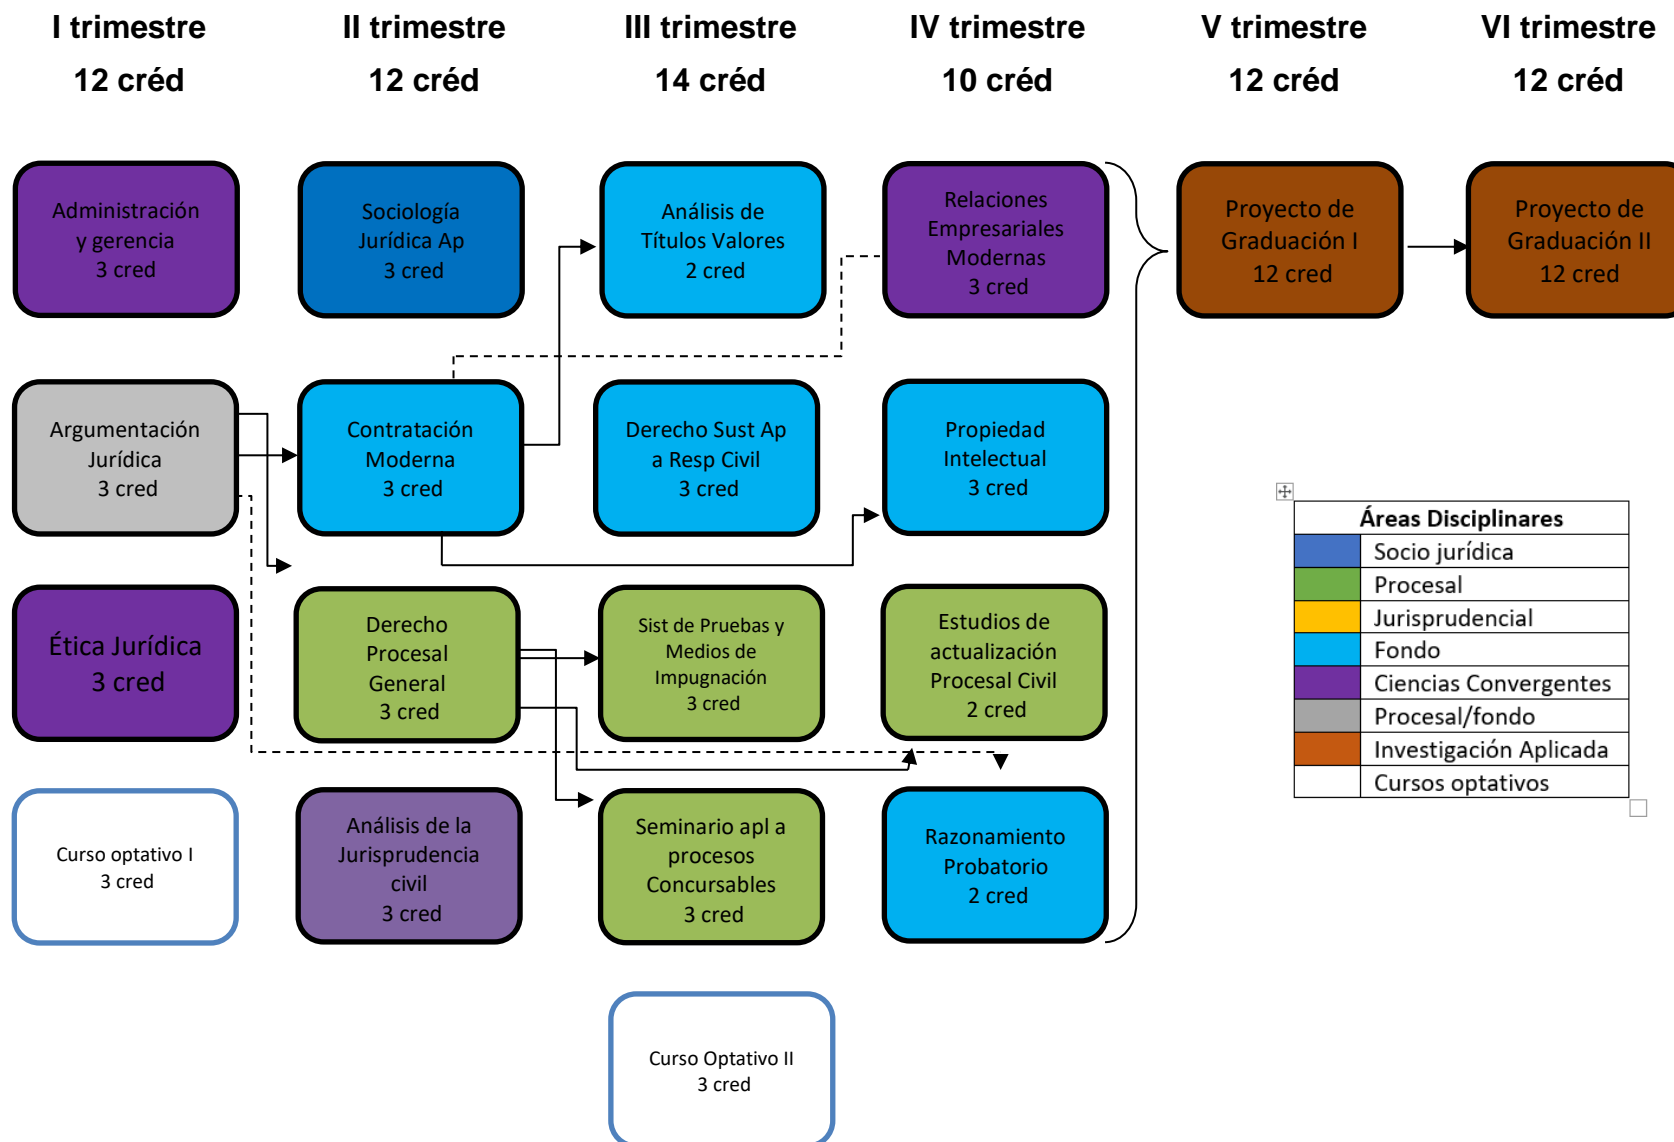 I trimestre
12 créd
II trimestre
12 créd
III trimestre
14 créd
IV trimestre
10 créd
V trimestre
12 créd
VI trimestre
12 créd
Administración
y gerencia
3 cred
Sociología
Jurídica Ap
3 cred
Análisis de
Títulos Valores
2 cred
Relaciones
Empresariales
Modernas
3 cred
Proyecto de
Graduación I
12 cred
Proyecto de
Graduación II
12 cred
Argumentación
Jurídica
3 cred
Contratación
Moderna
3 cred
Derecho Sust Ap
a Resp Civil
3 cred
Propiedad
Intelectual
3 cred
Ética Jurídica
3 cred
Derecho
Procesal
General
3 cred
Sist de Pruebas y
Medios de
Impugnación
3 cred
Estudios de
actualización
Procesal Civil
2 cred
Curso optativo I
3 cred
Análisis de la
Jurisprudencia
civil
3 cred
Seminario apl a
procesos
Concursables
3 cred
Razonamiento
Probatorio
2 cred
Curso Optativo II
3 cred
Áreas Disciplinares
Socio jurídica
Procesal
Jurisprudencial
Fondo
Ciencias Convergentes
Procesal/fondo
Investigación Aplicada
Cursos optativos